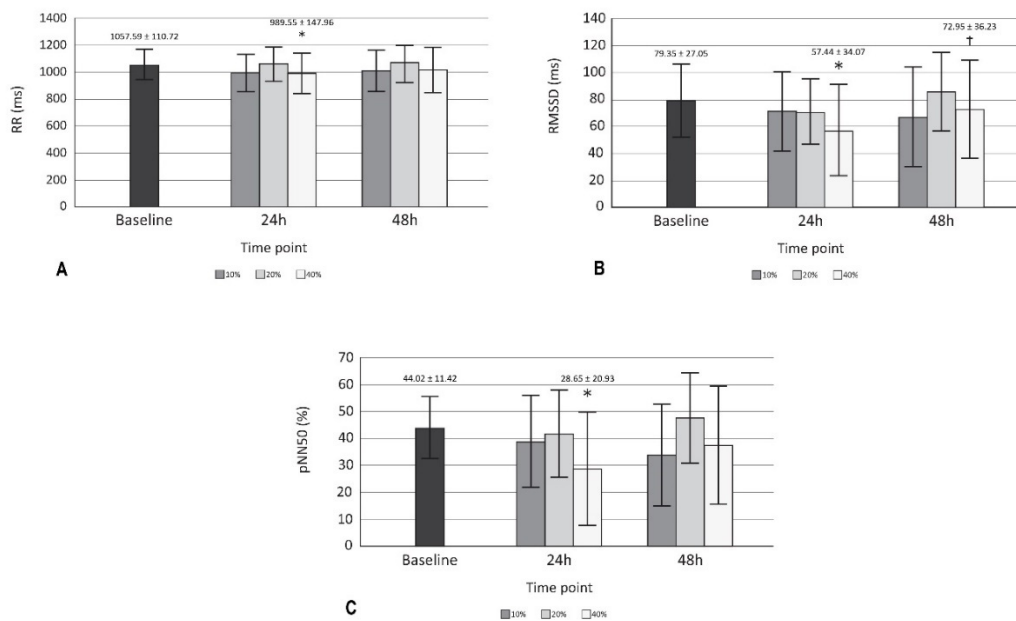 989.55 ± 147.96
1057.59 ± 110.72
*
1400
1200
1000
800
600
400
200
0
RR (ms)
Baseline 24h 48h
Time point
A
10% 20% 40%
72.95 ± 36.23
79.35 ± 27.05 57.44 ± 34.07
* †
140
120
100
80
60
40
20
0
RMSSD (ms)
Baseline 24h 48h
Time point
B
10% 20% 40%
44.02 ± 11.42 28.65 ± 20.93
*
70
60
50
40
30
20
10
0
pNN50 (%)
Baseline 24h 48h
Time point
C
10% 20% 40%